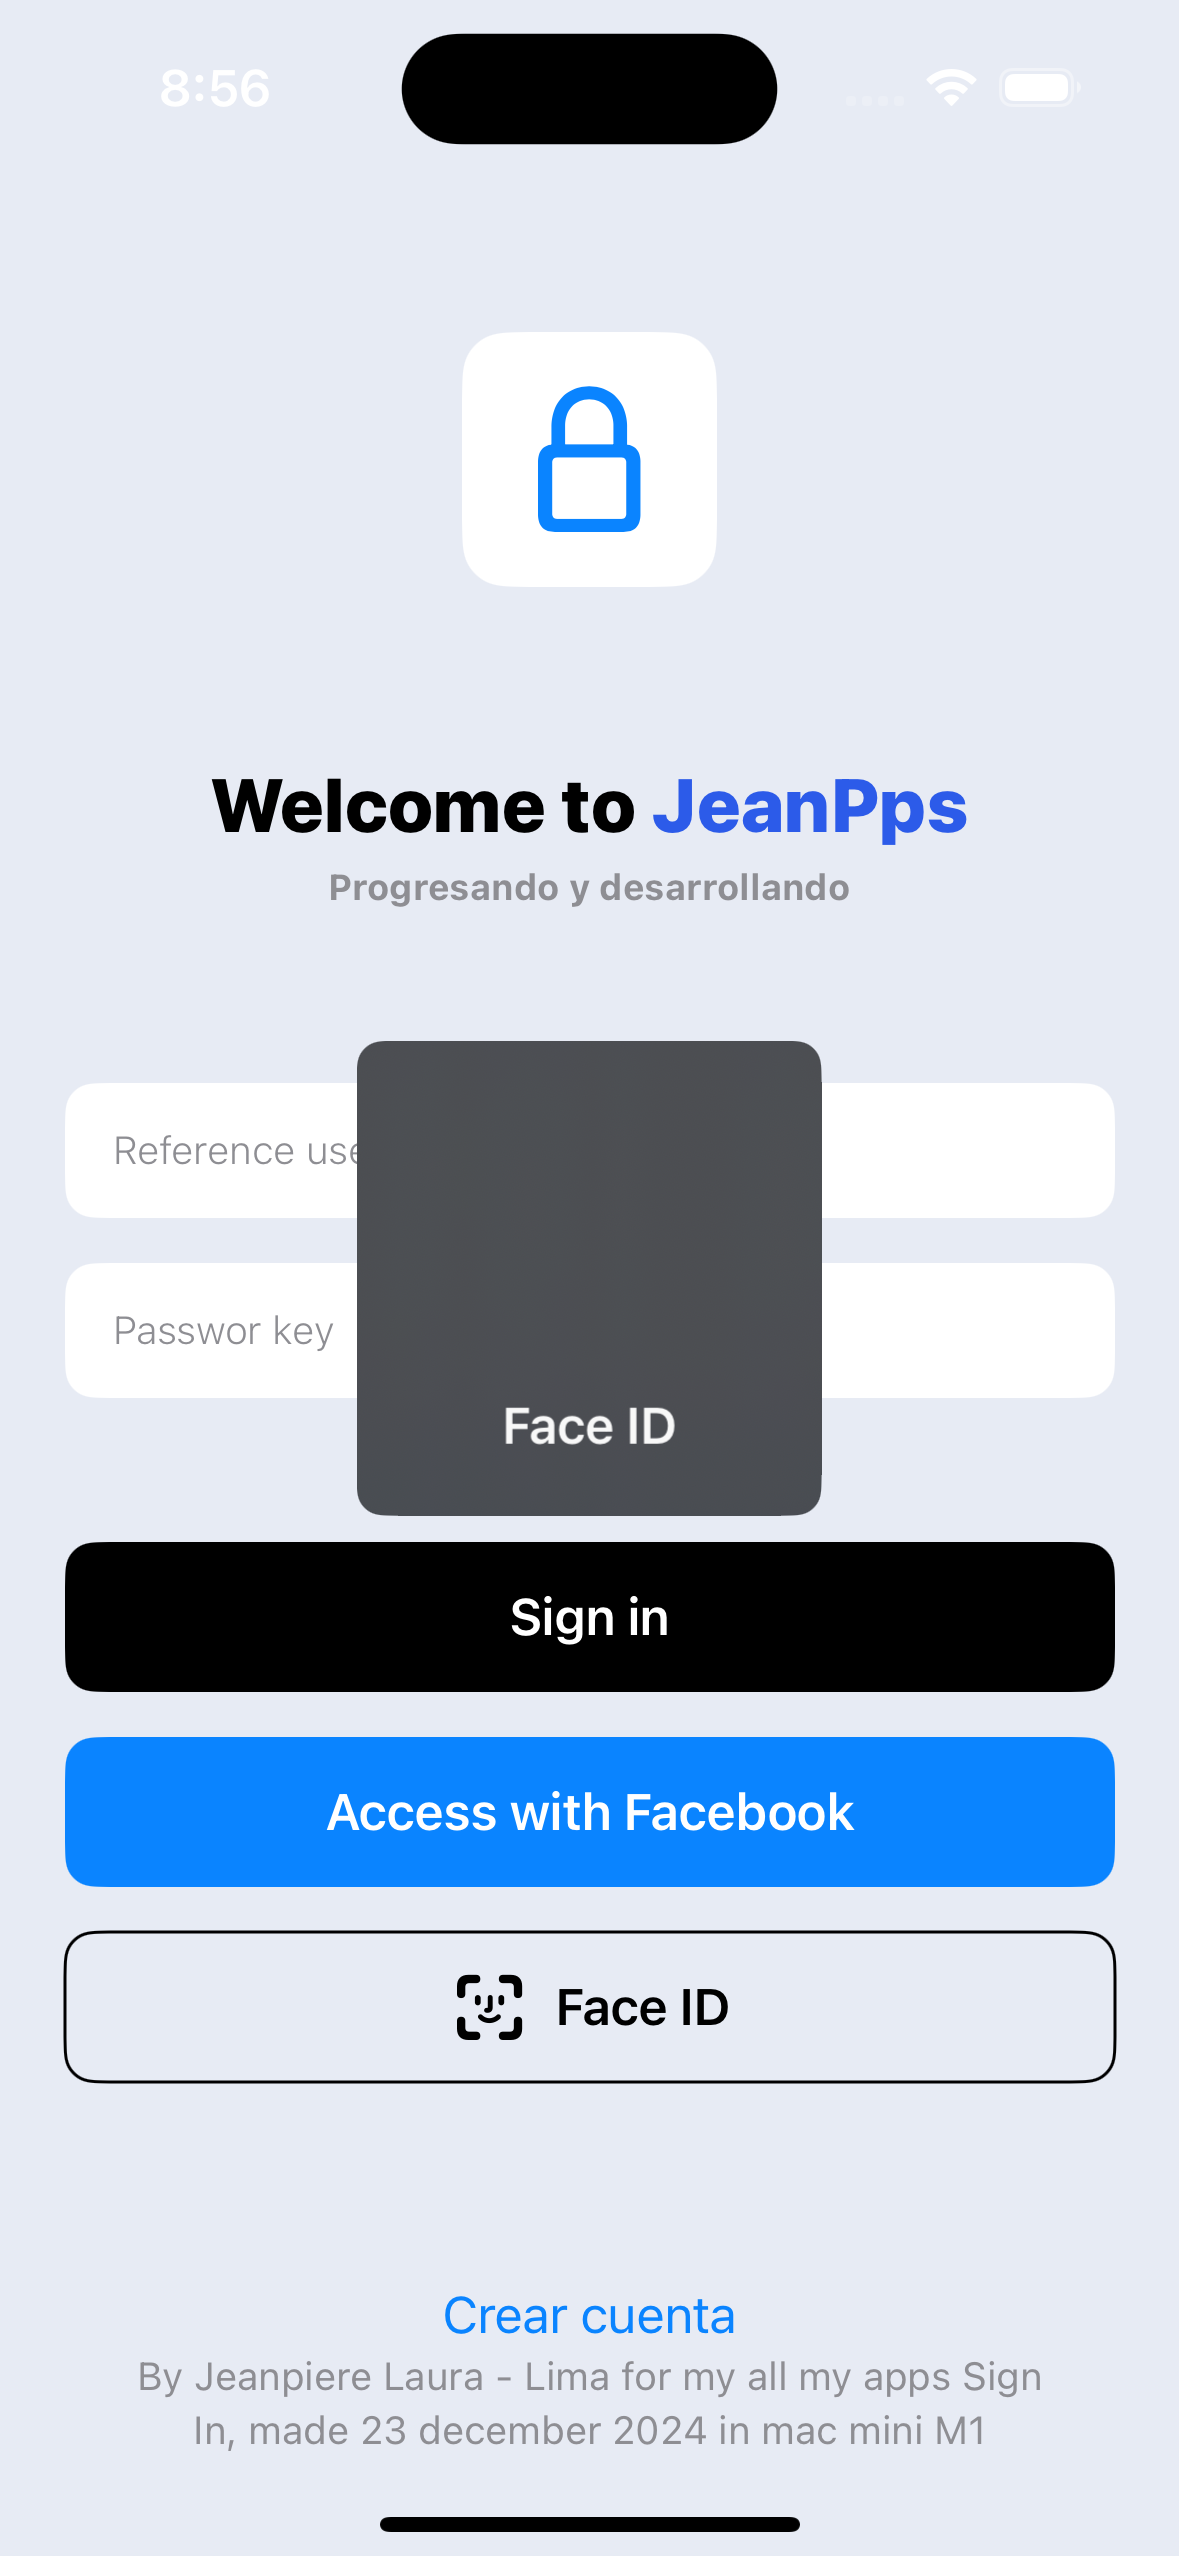 8:56
Welcome to JeanPps
Progresando y desarrollando
Reference
Passwor key
Face ID
Sign in
Access with Facebook
Face ID
Crear cuenta
By Jeanpiere Laura - Lima for my all my apps Sign
In, made 23 december 2024 in mac mini M1